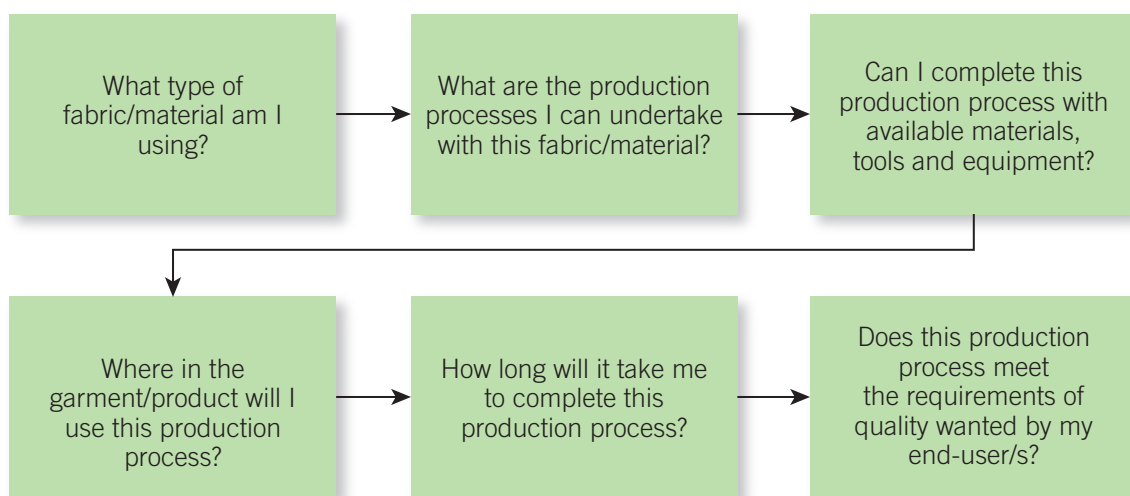 What type of
fabric/material am I
using?
What are the production
processes I can undertake
with this fabric/material?
Can I complete this
production process with
available materials,
tools and equipment?
Where in the
garment/product will I
use this production
process?
How long will it take me
to complete this
production process?
Does this production
process meet
the requirements of
quality wanted by my
end-user/s?